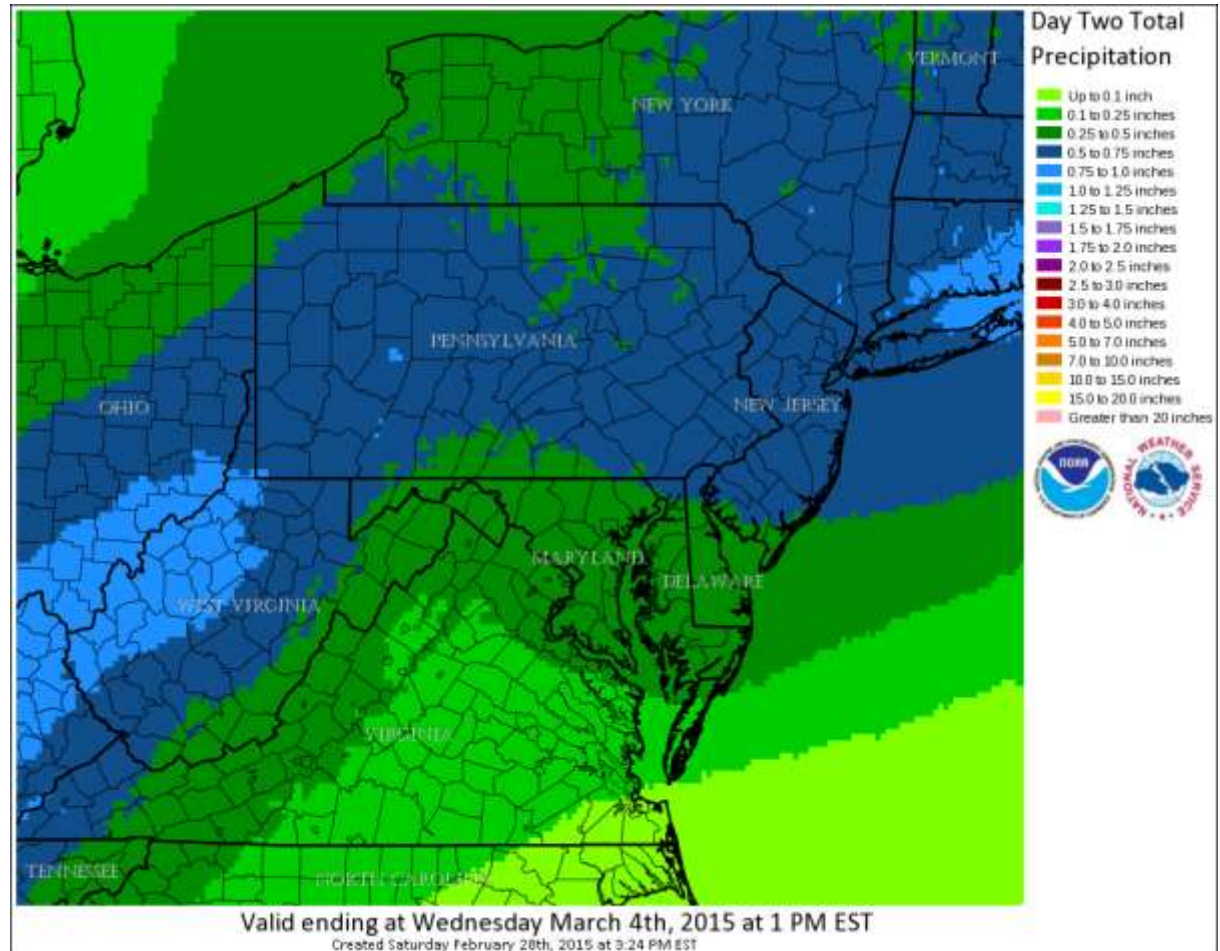 Day Two Total
Precipitation
Up to 0.1 inch
0.1 to 0.25 inches
0.25 to 0.5 inches
0.5 to 0.75 inches
0.75 to 1.0 inches
1.0 to 1.25 inches
1.25 to 1.5 inches
1.5 to 1.75 inches
1.75 to 2.0 inches
2.0 to 2.5 inches
2.5 to 3.0 inches
3.0 to 4.0 inches
4.0 to 5.0 inches
5.0 to 7.0 inches
7.0 to 10.0 inches
10.0 to 15.0 inches
15.0 to 20.0 inches
Greater than 20 inches
noaa
NATIONAL WEATHER SERVICE
VERMONT
NEW YORK
PENNSYLVANIA
OHIO
NEW JERSEY
MARYLAND
DELAWARE
WEST VIRGINIA
VIRGINIA
TENNESSEE
NORTH CAROLINA
Valid ending at Wednesday March 4th, 2015 at 1 PM EST
Created Saturday February 28th, 2015 at 3:24 PM EST